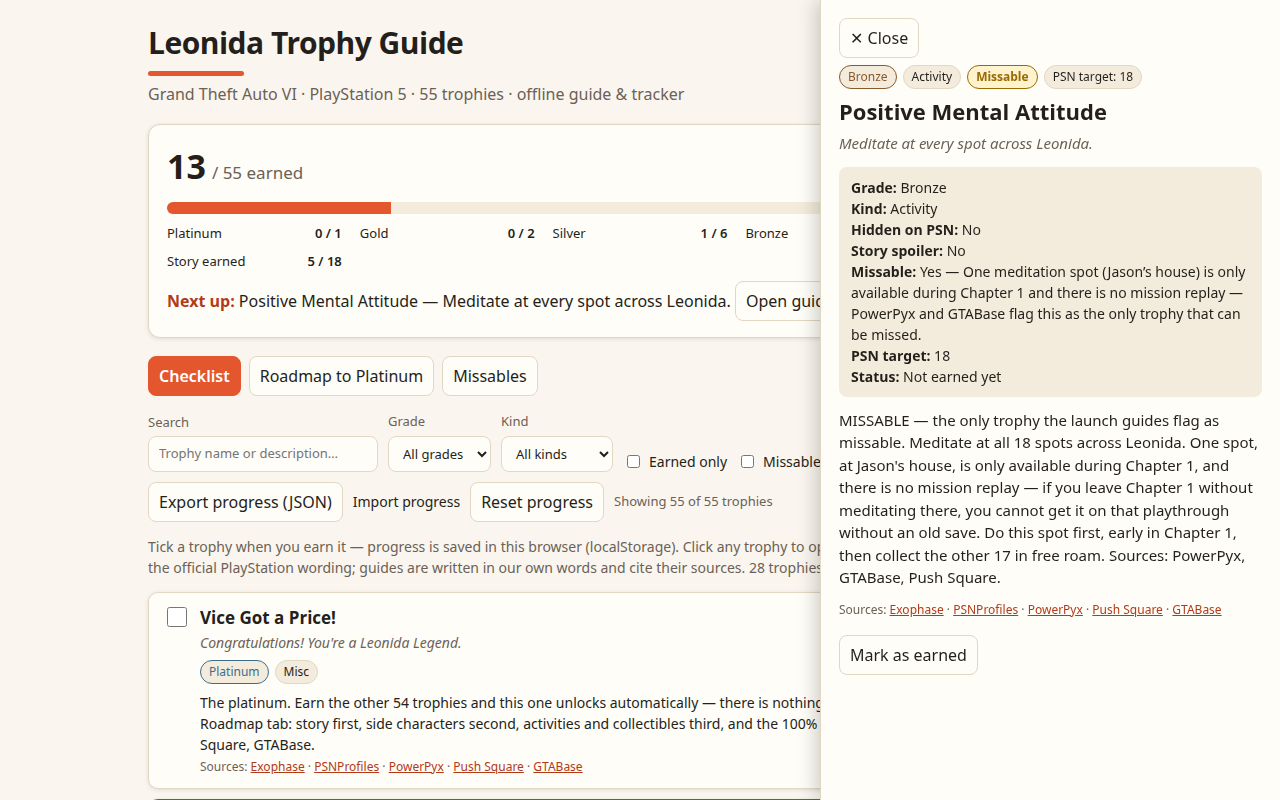 Leonida Trophy Guide
Grand Theft Auto VI · PlayStation 5 · 55 trophies · offline guide & tracker
13 / 55 earned
Platinum 0 / 1 Gold 0 / 2 Silver 1 / 6 Bronze
Story earned 5 / 18
Next up: Positive Mental Attitude — Meditate at every spot across Leonida. Open guid
Checklist Roadmap to Platinum Missables
Search Grade Kind
Trophy name or description... All grades All kinds Earned only Missable
Export progress (JSON) Import progress Reset progress Showing 55 of 55 trophies
Tick a trophy when you earn it — progress is saved in this browser (localStorage). Click any trophy to op
the official PlayStation wording; guides are written in our own words and cite their sources. 28 trophies
Vice Got a Price!
Congratulations! You're a Leonida Legend.
Platinum Misc
The platinum. Earn the other 54 trophies and this one unlocks automatically — there is nothing
Roadmap tab: story first, side characters second, activities and collectibles third, and the 100%
Square, GTABase.
Sources: Exophase · PSNProfiles · PowerPyx · Push Square · GTABase
✕ Close
Bronze Activity Missable PSN target: 18
Positive Mental Attitude
Meditate at every spot across Leonida.
Grade: Bronze
Kind: Activity
Hidden on PSN: No
Story spoiler: No
Missable: Yes — One meditation spot (Jason’s house) is only
available during Chapter 1 and there is no mission replay —
PowerPyx and GTABase flag this as the only trophy that can
be missed.
PSN target: 18
Status: Not earned yet
MISSABLE — the only trophy the launch guides flag as
missable. Meditate at all 18 spots across Leonida. One spot,
at Jason's house, is only available during Chapter 1, and
there is no mission replay — if you leave Chapter 1 without
meditating there, you cannot get it on that playthrough
without an old save. Do this spot first, early in Chapter 1,
then collect the other 17 in free roam. Sources: PowerPyx,
GTABase, Push Square.
Sources: Exophase · PSNProfiles · PowerPyx · Push Square · GTABase
Mark as earned